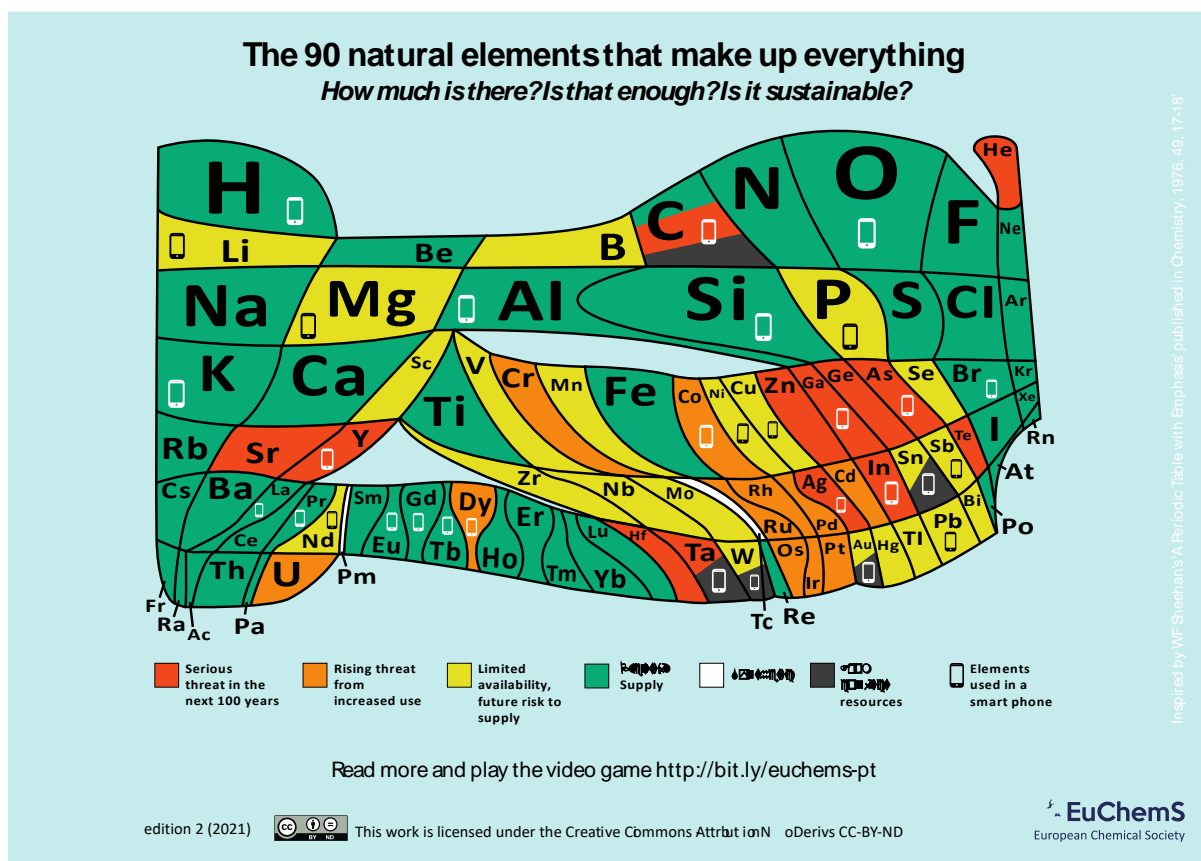 The 90 natural elements that make up everything
How much is there? Is that enough? Is it sustainable?
H
He
Li
Be
B
C
N
O
F
Ne
Na
Mg
Al
Si
P
S
Cl
Ar
K
Ca
Sc
Ti
V
Cr
Mn
Fe
Co
Ni
Cu
Zn
Ga
Ge
As
Se
Br
Kr
Rb
Sr
Y
Zr
Nb
Mo
Rh
Ru
Pd
Ag
Cd
In
Sn
Sb
Te
I
Xe
Rn
At
Po
Cs
Ba
La
Ce
Pr
Nd
Pm
Sm
Eu
Gd
Tb
Dy
Ho
Er
Tm
Yb
Lu
Hf
Ta
W
Tc
Re
Os
Ir
Pt
Au
Hg
Tl
Pb
Bi
Fr
Ra
Ac
Th
Pa
U
Serious
threat in the
next 100 years
Rising threat
from
increased use
Limited
availability,
future risk to
supply
Supply
resources
Elements
used in a
smart phone
Read more and play the video game http://bit.ly/euchems-pt
edition 2 (2021)
cc
BY ND
This work is licensed under the Creative Commons Attribution NoDerivs CC-BY-ND
EuChemS
European Chemical Society
Inspired by WF Sheehan's 'A Periodic Table with Emphasis' published in Chemistry, 1976, 49, 17-18'